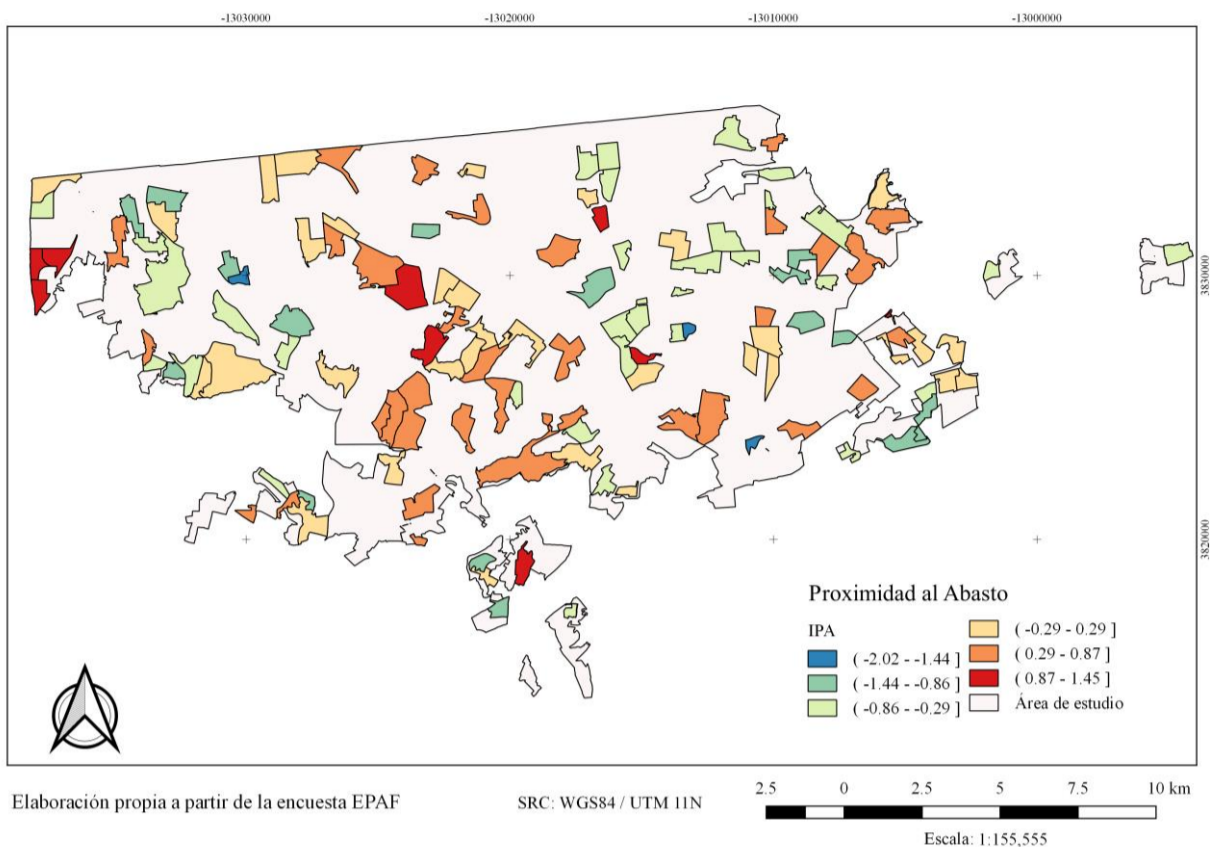 -13030000 -13020000 -13010000 -13000000
3830000
3820000
Proximidad al Abasto
IPA
( -2.02 - -1.44 ]
( -1.44 - -0.86 ]
( -0.86 - -0.29 ]
( -0.29 - 0.29 ]
( 0.29 - 0.87 ]
( 0.87 - 1.45 ]
Área de estudio
Elaboración propia a partir de la encuesta EPAF
SRC: WGS84 / UTM 11N
2.5 0 2.5 5 7.5 10 km
Escala: 1:155,555